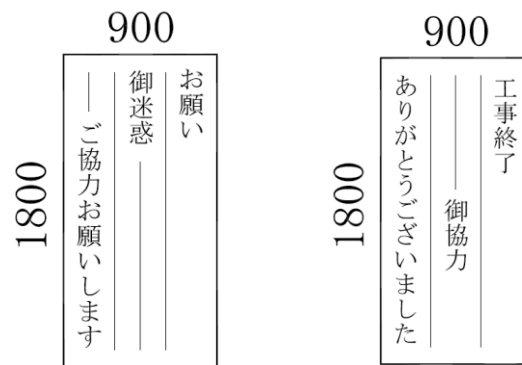 900
1800
お願い
御迷惑
ご協力お願いします
900
1800
工事終了
御協力
ありがとうございました